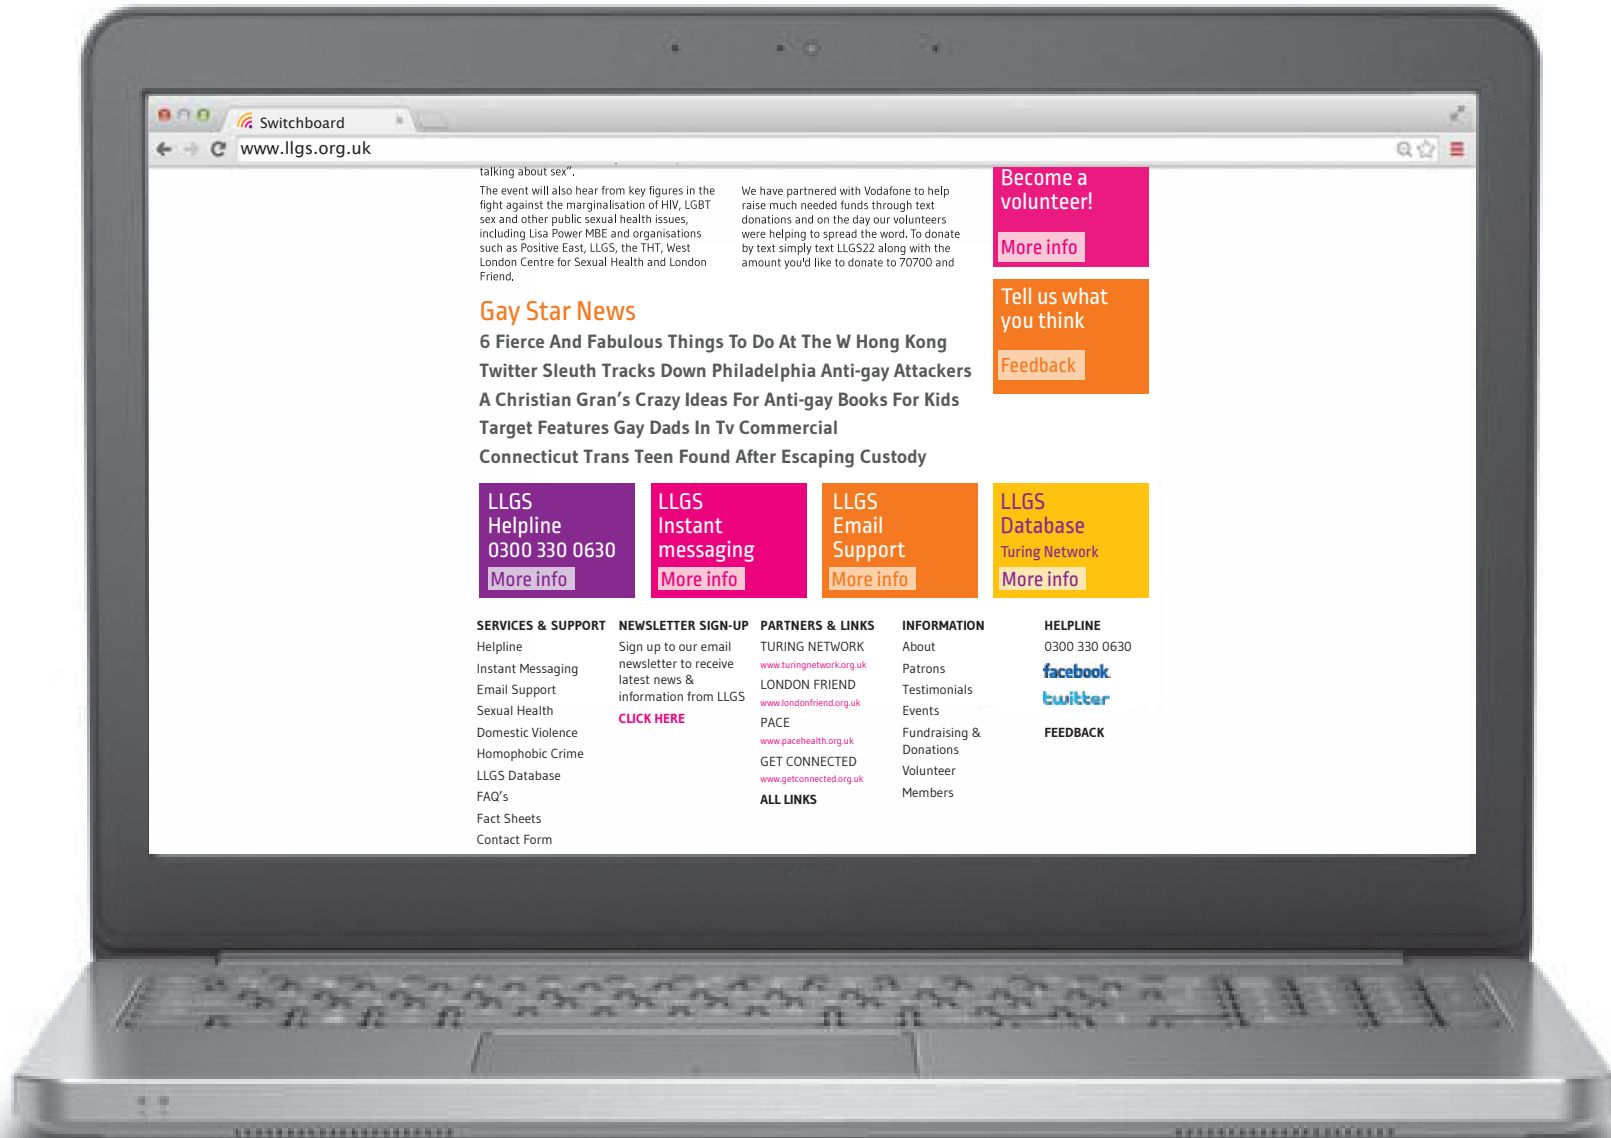 Switchboard
www.llgs.org.uk
talking about sex".
The event will also hear from key figures in the
fight against the marginalisation of HIV, LGBT
sex and other public sexual health issues,
including Lisa Power MBE and organisations
such as Positive East, LLGS, the THT, West
London Centre for Sexual Health and London
Friend.
We have partnered with Vodafone to help
raise much needed funds through text
donations and on the day our volunteers
were helping to spread the word. To donate
by text simply text LLGS22 along with the
amount you'd like to donate to 70700 and
Become a
volunteer!
More info
Tell us what
you think
Feedback
Gay Star News
6 Fierce And Fabulous Things To Do At The W Hong Kong
Twitter Sleuth Tracks Down Philadelphia Anti-gay Attackers
A Christian Gran's Crazy Ideas For Anti-gay Books For Kids
Target Features Gay Dads In Tv Commercial
Connecticut Trans Teen Found After Escaping Custody
LLGS
Helpline
0300 330 0630
More info
LLGS
Instant
messaging
More info
LLGS
Email
Support
More info
LLGS
Database
Turing Network
More info
SERVICES & SUPPORT
Helpline
Instant Messaging
Email Support
Sexual Health
Domestic Violence
Homophobic Crime
LLGS Database
FAQ's
Fact Sheets
Contact Form
NEWSLETTER SIGN-UP
Sign up to our email
newsletter to receive
latest news &
information from LLGS
CLICK HERE
PARTNERS & LINKS
TURING NETWORK
www.turingnetwork.org.uk
LONDON FRIEND
www.londonfriend.org.uk
PACE
www.pacehealth.org.uk
GET CONNECTED
www.getconnected.org.uk
ALL LINKS
INFORMATION
About
Patrons
Testimonials
Events
Fundraising &
Donations
Volunteer
Members
HELPLINE
0300 330 0630
facebook.
twitter
FEEDBACK